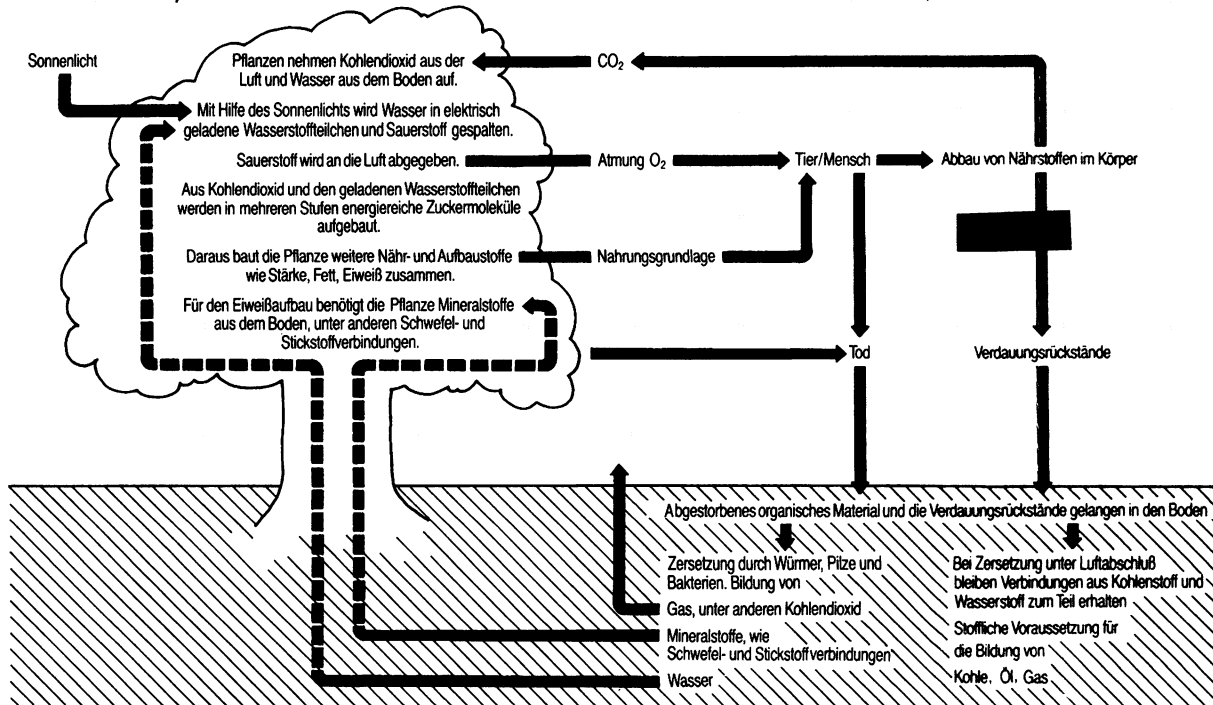 Sonnenlicht
Pflanzen nehmen Kohlendioxid aus der
Luft und Wasser aus dem Boden auf.
CO₂
Mit Hilfe des Sonnenlichts wird Wasser in elektrisch
geladene Wasserstoffteilchen und Sauerstoff gespalten.
Sauerstoff wird an die Luft abgegeben.
Atmung O₂
Tier/Mensch
Abbau von Nährstoffen im Körper
Aus Kohlendioxid und den geladenen Wasserstoffteilchen
werden in mehreren Stufen energiereiche Zuckermoleküle
aufgebaut.
Daraus baut die Pflanze weitere Nähr- und Aufbaustoffe
wie Stärke, Fett, Eiweiß zusammen.
Nahrungsgrundlage
Für den Eiweißaufbau benötigt die Pflanze Mineralstoffe
aus dem Boden, unter anderen Schwefel- und
Stickstoffverbindungen.
Tod
Verdauungsrückstände
Abgestorbenes organisches Material und die Verdauungsrückstände gelangen in den Boden
Zersetzung durch Würmer, Pilze und
Bakterien. Bildung von
Gas, unter anderen Kohlendioxid
Mineralstoffe, wie
Schwefel- und Stickstoffverbindungen
Wasser
Bei Zersetzung unter Luftabschluß
bleiben Verbindungen aus Kohlenstoff und
Wasserstoff zum Teil erhalten
Stoffliche Voraussetzung für
die Bildung von
Kohle, Öl, Gas